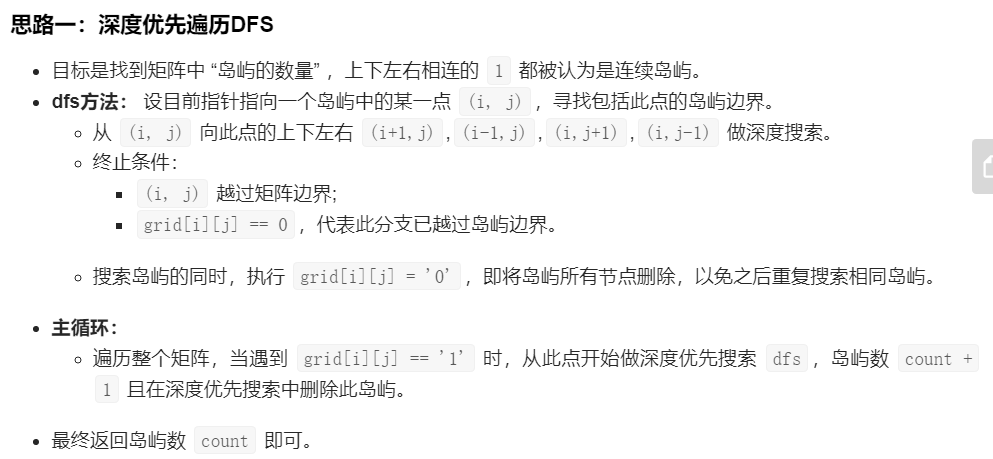 思路一：深度优先遍历DFS
目标是找到矩阵中 “岛屿的数量” ，上下左右相连的 1 都被认为是连续岛屿。
dfs方法： 设目前指针指向一个岛屿中的某一点 (i, j) ，寻找包括此点的岛屿边界。
从 (i, j) 向此点的上下左右 (i+1,j) , (i-1,j) , (i,j+1) , (i,j-1) 做深度搜索。
终止条件：
(i, j) 越过矩阵边界;
grid[i][j] == 0 ，代表此分支已越过岛屿边界。
搜索岛屿的同时，执行 grid[i][j] = '0' ，即将岛屿所有节点删除，以免之后重复搜索相同岛屿。
主循环：
遍历整个矩阵，当遇到 grid[i][j] == '1' 时，从此点开始做深度优先搜索 dfs ，岛屿数 count +
1 且在深度优先搜索中删除此岛屿。
最终返回岛屿数 count 即可。